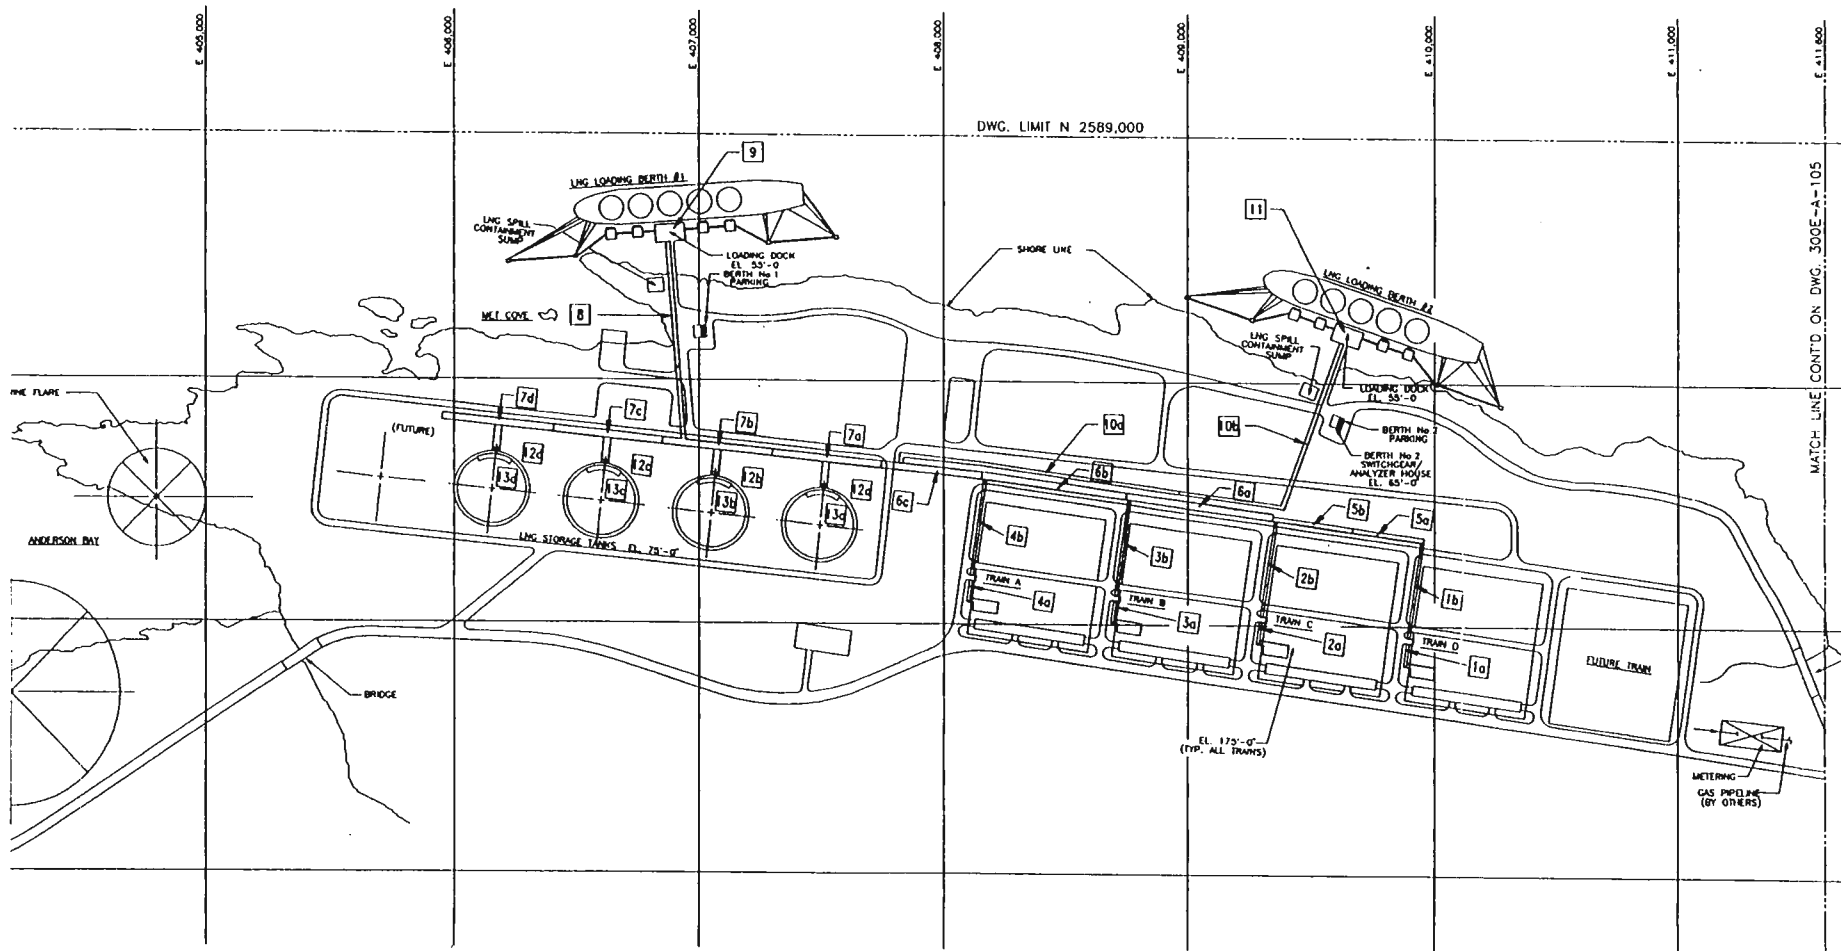 E 405,000
E 406,000
E 407,000
E 408,000
E 409,000
E 410,000
E 411,000
E 411,600
DWG. LIMIT N 2589,000
MATCH LINE CONT'D ON DWG. 300E-A-105
9
LNG LOADING BERTH #1
LNG SPILL
CONTAINMENT
SUMP
LOADING DOCK
EL 55'-0
BERTH No 1
PARKING
MET COVE
8
SHORE LINE
11
LNG LOADING BERTH #2
LNG SPILL
CONTAINMENT
SUMP
LOADING DOCK
EL. 55'-0
BERTH No 2
PARKING
BERTH No 2
SWITCHGEAR/
ANALYZER HOUSE
EL. 65'-0"
FLARE
(FUTURE)
7d
7c
7b
7a
12b
13b
10a
10b
6b
6a
6c
5b
5a
LNG STORAGE TANKS EL. 75'-0"
ANDERSON BAY
BRIDGE
4b
3b
2b
1b
TRAIN A
TRAIN B
TRAIN C
TRAIN D
4a
3a
2a
1a
FUTURE TRAIN
EL. 175'-0"
(TYP. ALL TRAINS)
METERING
GAS PIPELINE
(BY OTHERS)